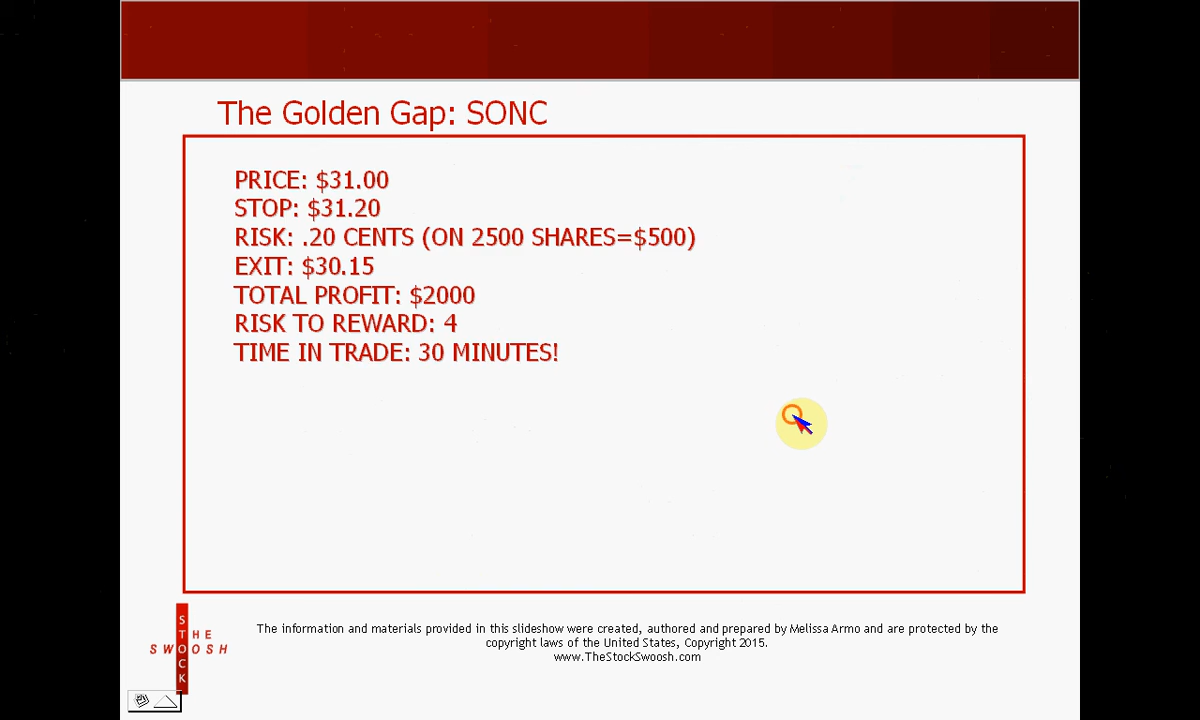 The Golden Gap: SONC
PRICE: $31.00
STOP: $31.20
RISK: .20 CENTS (ON 2500 SHARES=$500)
EXIT: $30.15
TOTAL PROFIT: $2000
RISK TO REWARD: 4
TIME IN TRADE: 30 MINUTES!
THE
STOCK
SWOOSH
The information and materials provided in this slideshow were created, authored and prepared by Melissa Armo and are protected by the
copyright laws of the United States, Copyright 2015.
www.TheStockSwoosh.com